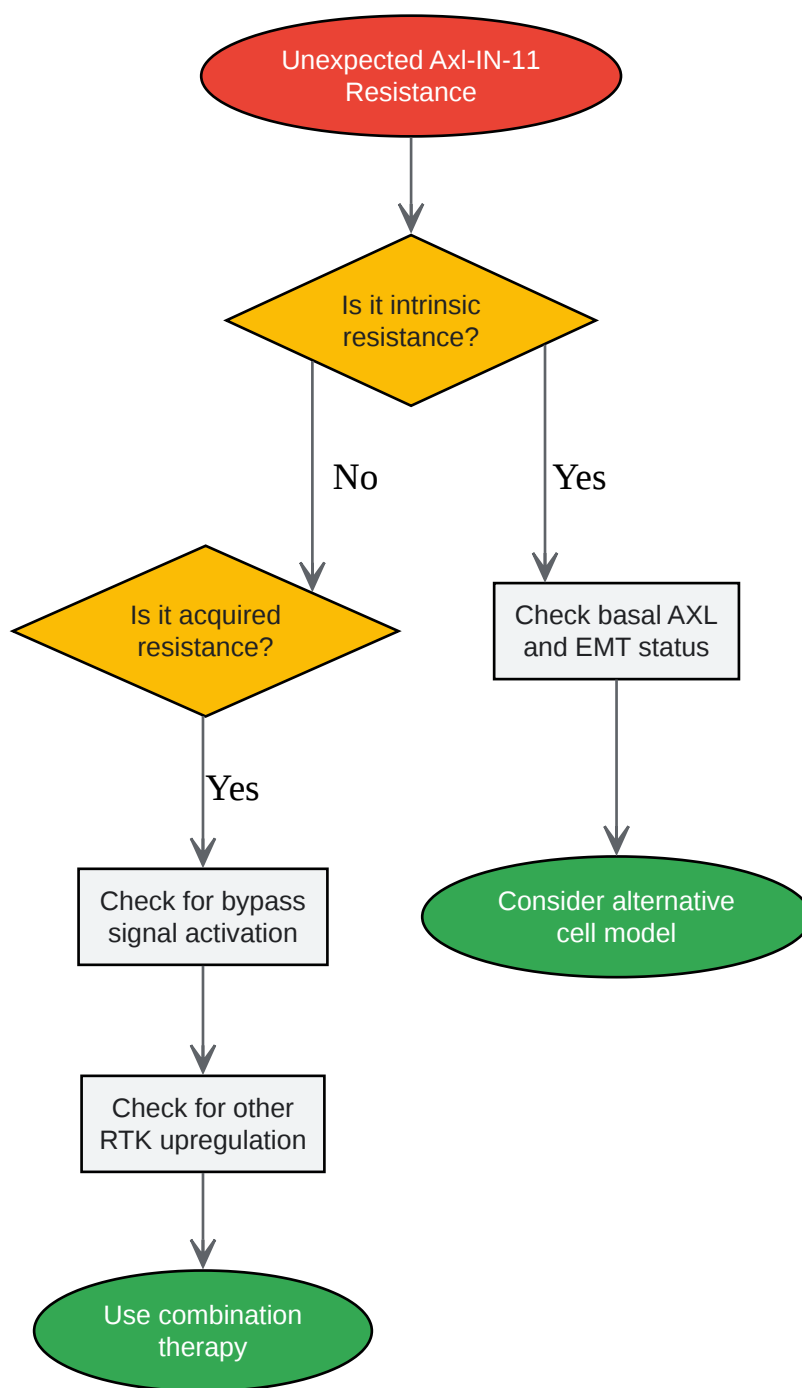 Unexpected Axl-IN-11
Resistance
Is it intrinsic
resistance?
No
Yes
Is it acquired
resistance?
Check basal AXL
and EMT status
Yes
Check for bypass
signal activation
Consider alternative
cell model
Check for other
RTK upregulation
Use combination
therapy